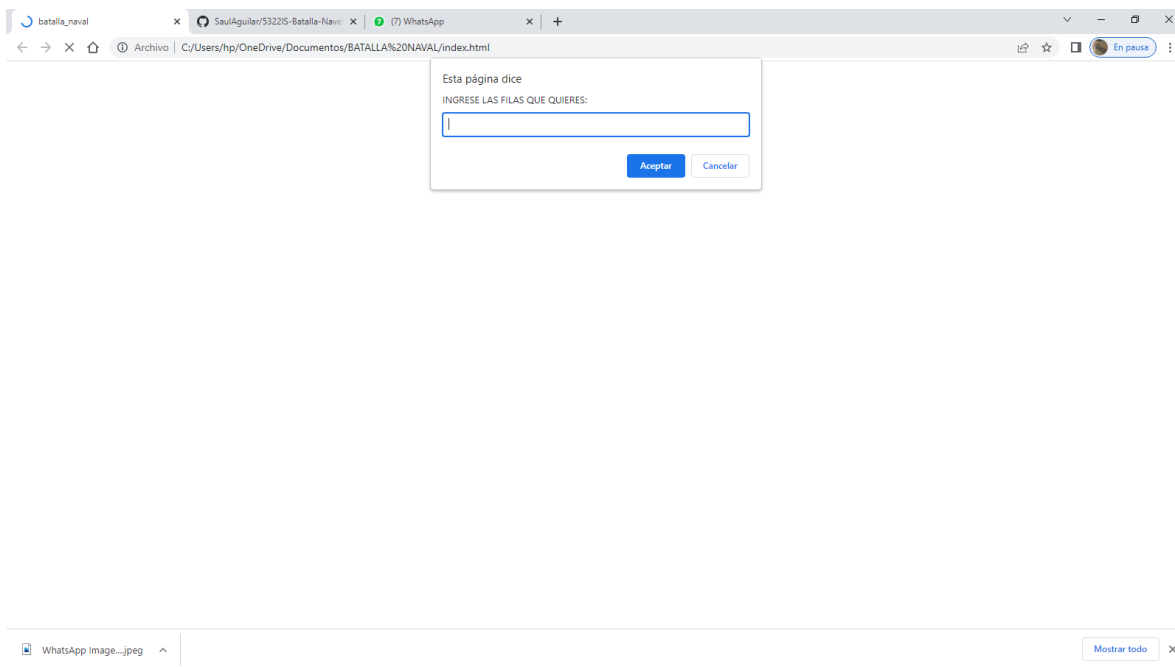 batalla_naval
SaulAguilar/5322IS-Batalla-Naval
7 (7) WhatsApp
Archivo C:/Users/hp/OneDrive/Documentos/BATALLA%20NAVAL/index.html
En pausa
Esta página dice
INGRESE LAS FILAS QUE QUIERES:
Aceptar Cancelar
WhatsApp Image....jpeg
Mostrar todo